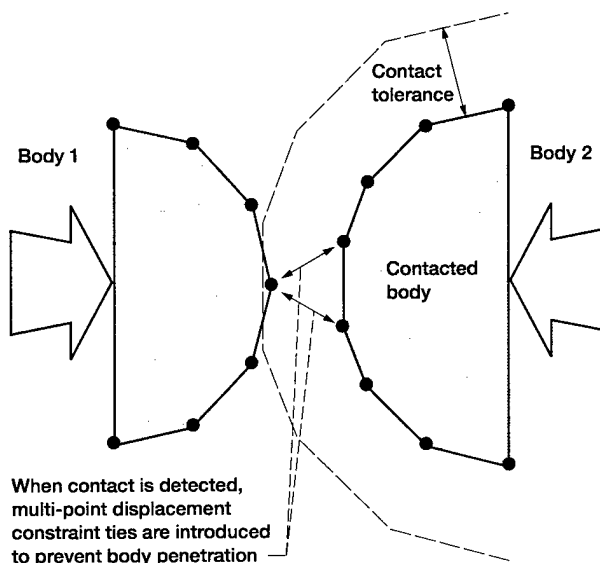 Contact
tolerance
Body 1
Body 2
Contacted
body
When contact is detected,
multi-point displacement
constraint ties are introduced
to prevent body penetration